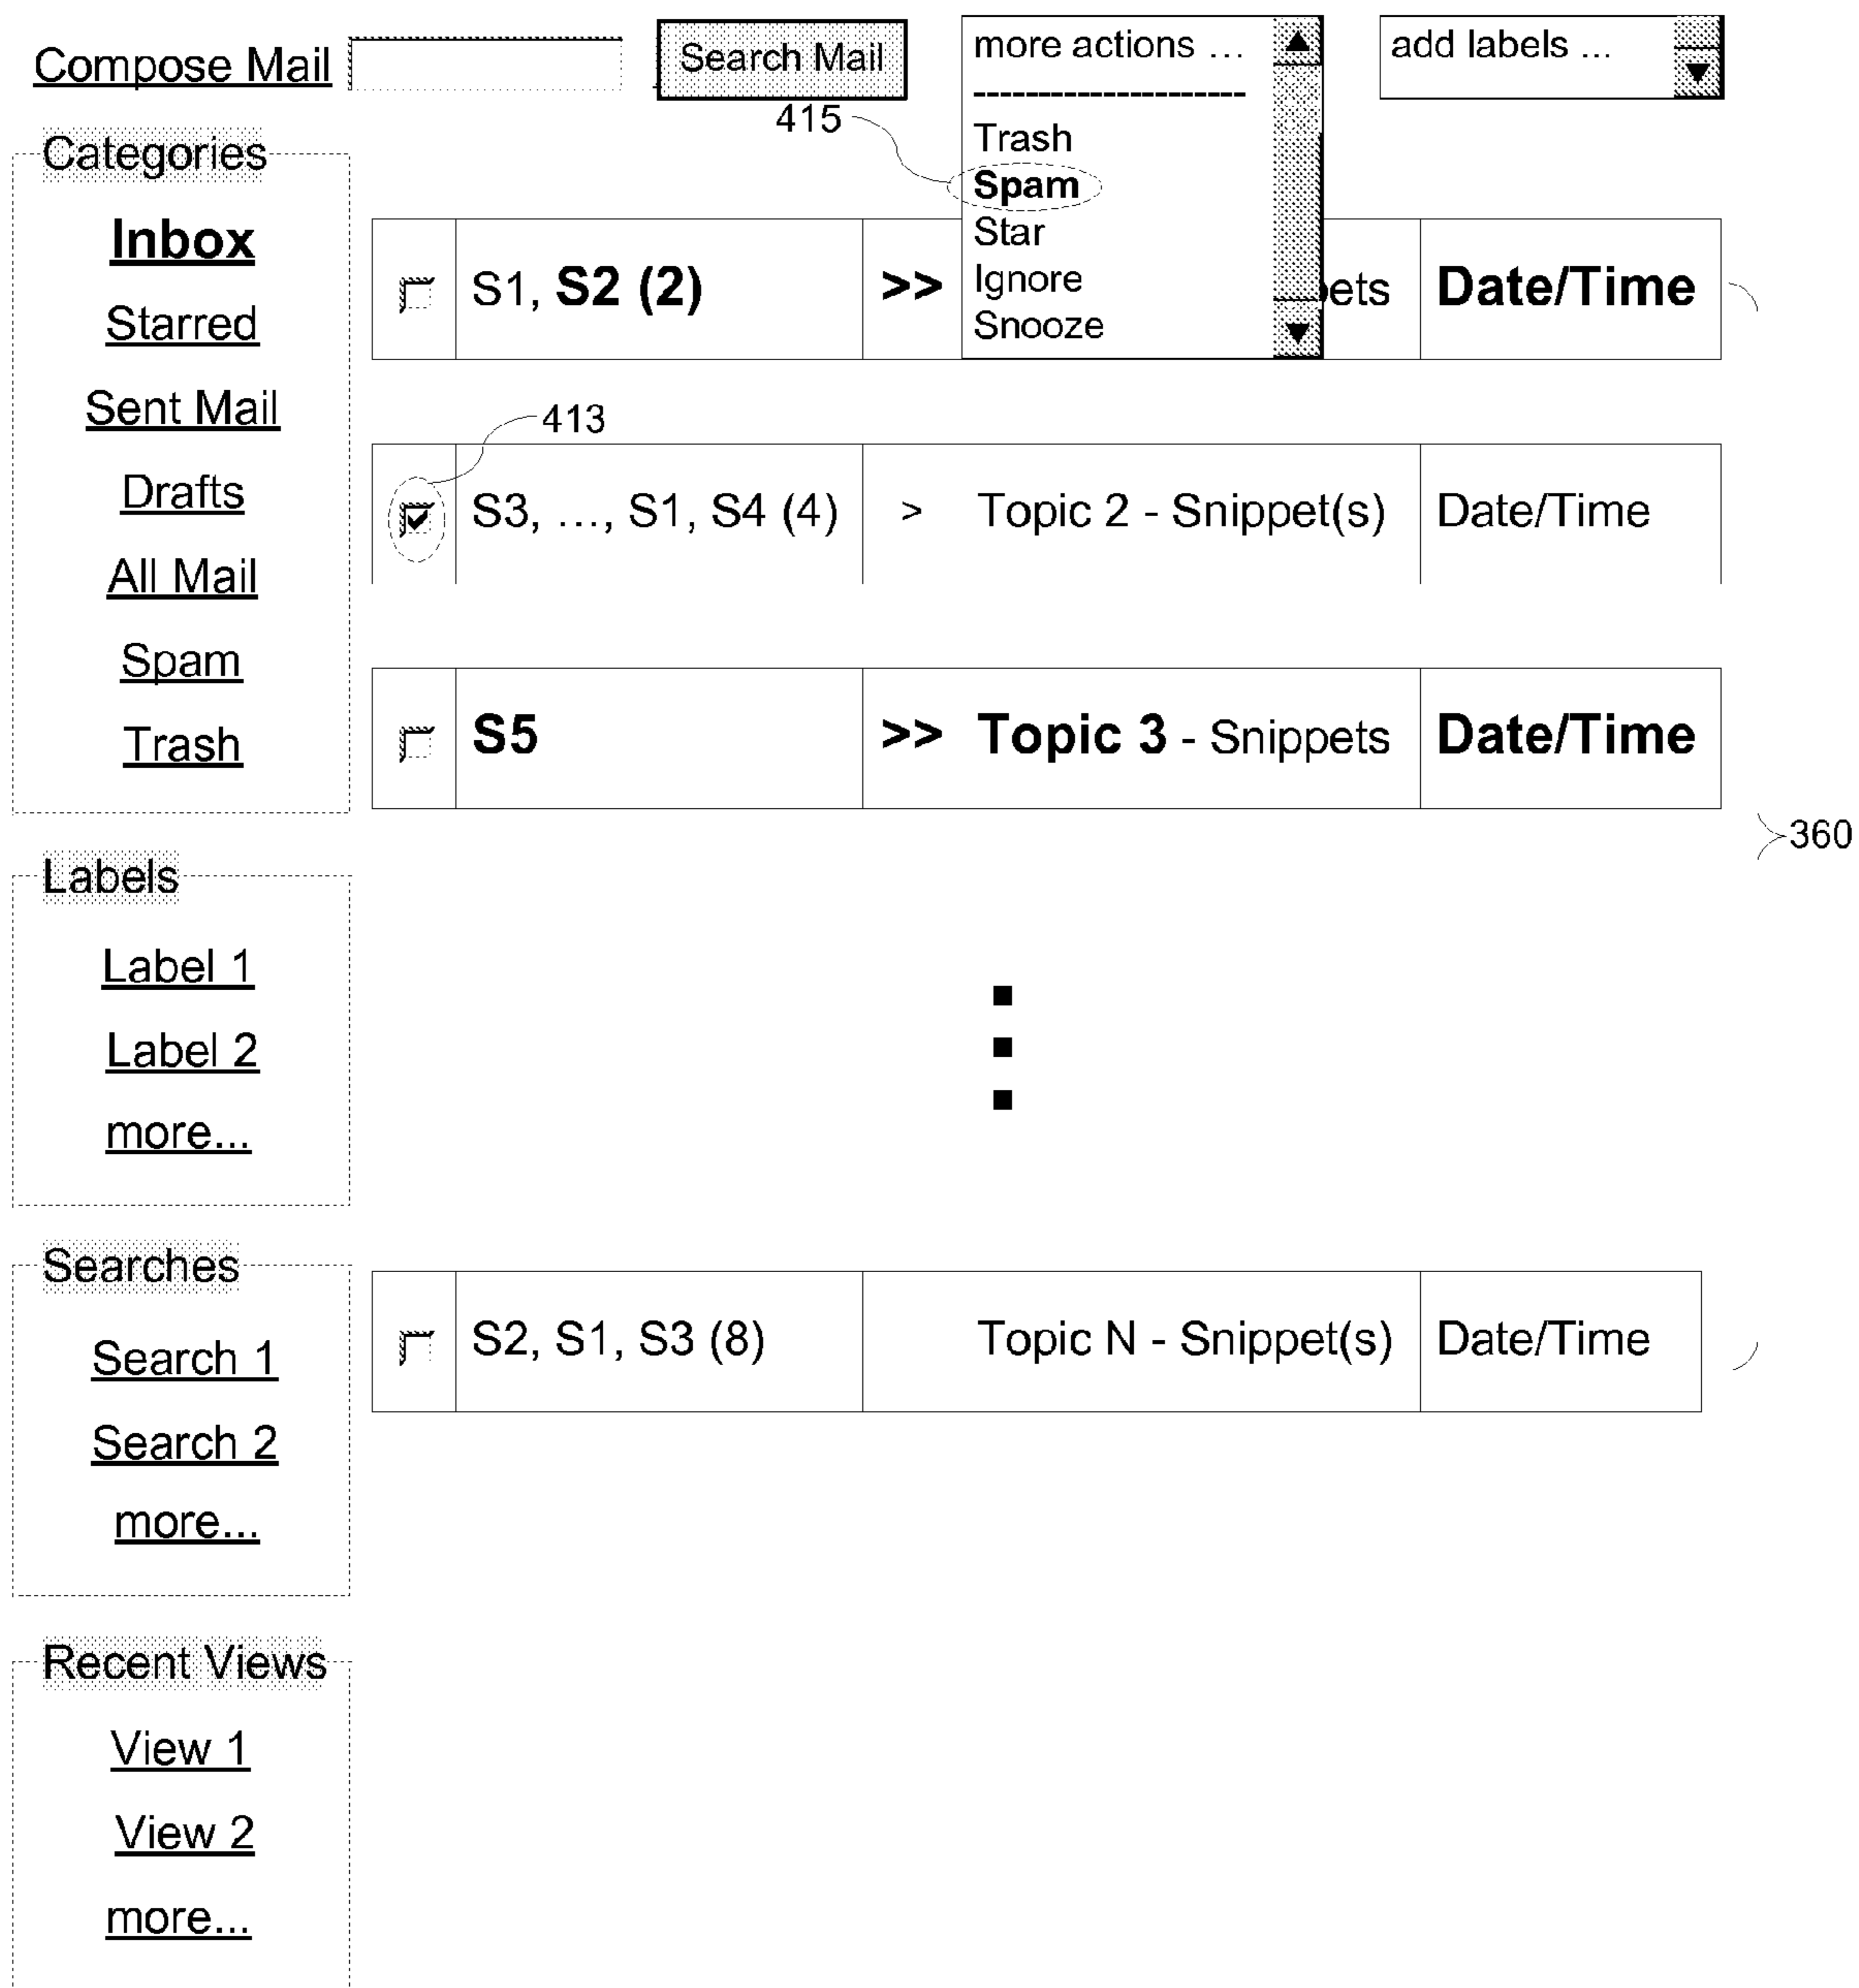 Compose Mail
Search Mail
more actions ...
--------------------
Trash
Spam
Star
Ignore
Snooze
add labels ...
415
Categories
Inbox
Starred
Sent Mail
Drafts
All Mail
Spam
Trash
S1, S2 (2) >> ets Date/Time
413
S3, ..., S1, S4 (4) > Topic 2 - Snippet(s) Date/Time
S5 >> Topic 3 - Snippets Date/Time
360
Labels
Label 1
Label 2
more...
Searches
Search 1
Search 2
more...
S2, S1, S3 (8) Topic N - Snippet(s) Date/Time
Recent Views
View 1
View 2
more...